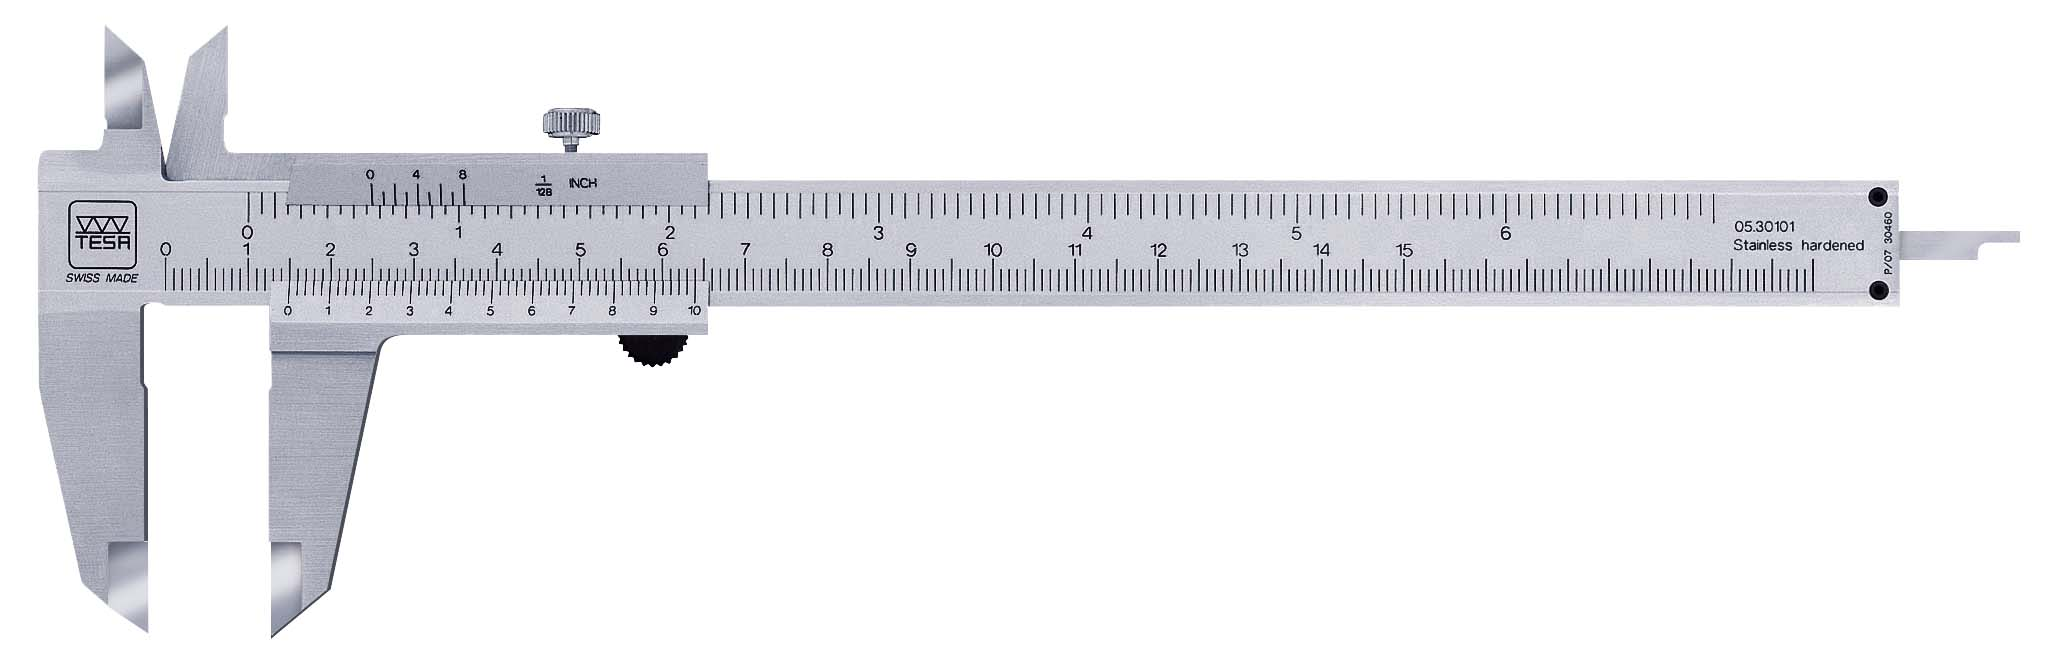 0 4 8 1/128 INCH
TESA
SWISS MADE
0 1 2 3 4 5 6
0 1 2 3 4 5 6 7 8 9 10 11 12 13 14 15
05.30101
Stainless hardened
P/07 30460
0 1 2 3 4 5 6 7 8 9 10